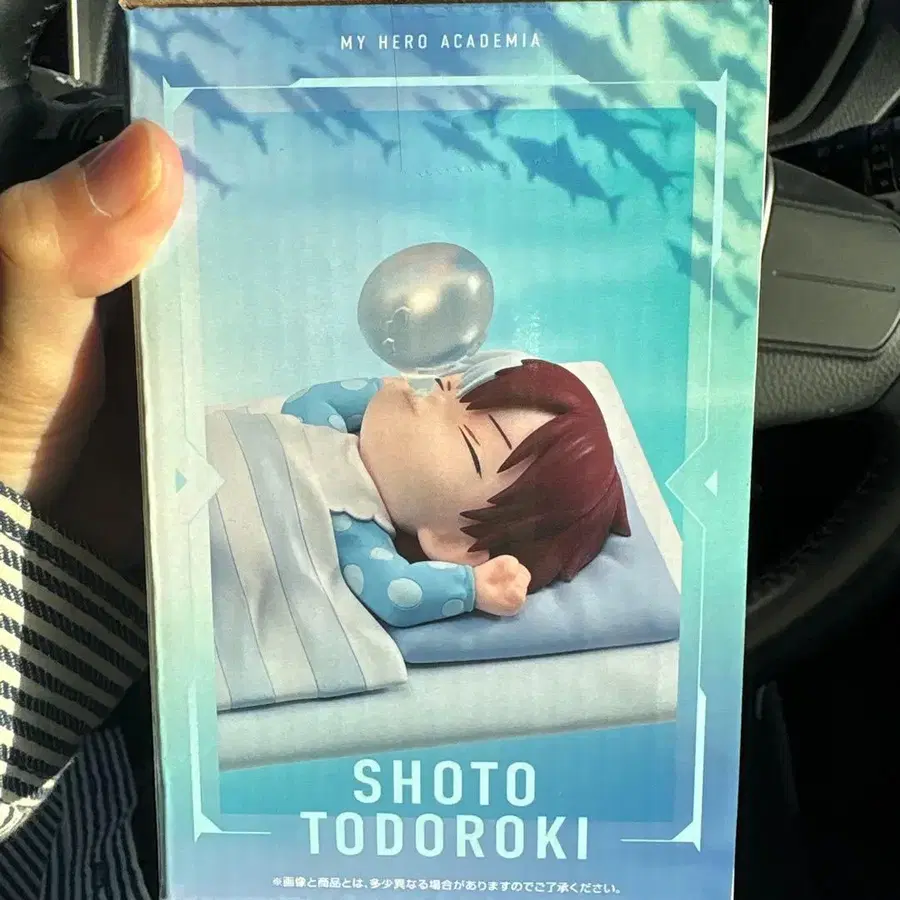 MY HERO ACADEMIA
SHOTO
TODOROKI
※画像と商品とは、多少異なる場合がありますのでご了承ください。